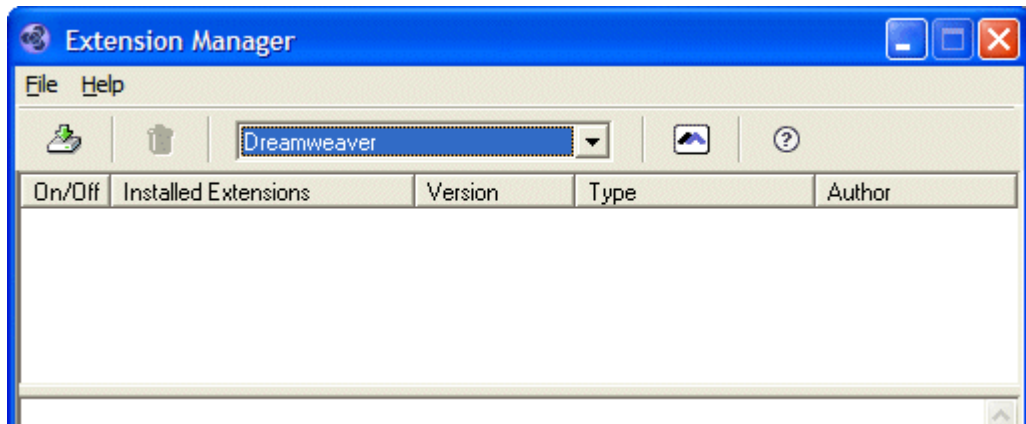 Extension Manager
File Help
Dreamweaver
?
On/Off Installed Extensions Version Type Author